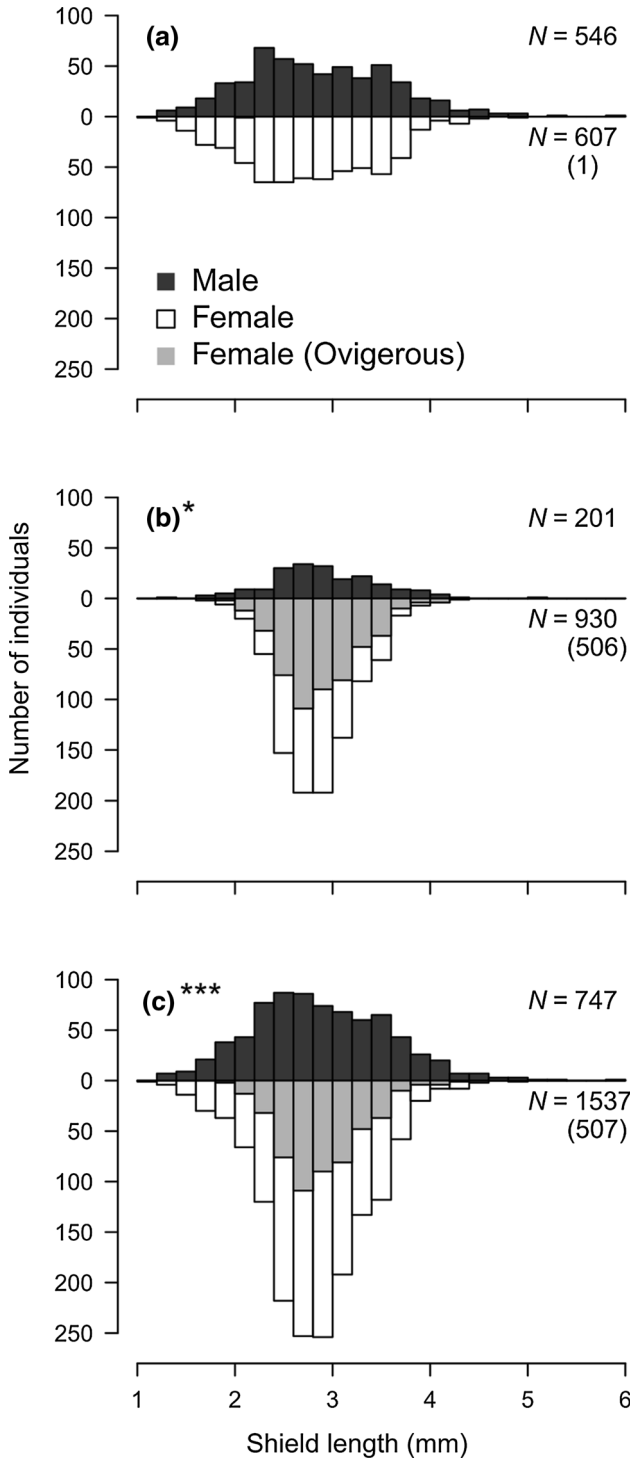 100
(a)
N = 546
50
0
N = 607
(1)
50
100
150
Male
200
Female
250
Female (Ovigerous)
Number of individuals
100
(b)*
N = 201
50
0
N = 930
(506)
50
100
150
200
250
100
(c) ***
N = 747
50
0
N = 1537
(507)
50
100
150
200
250
1 2 3 4 5 6
Shield length (mm)